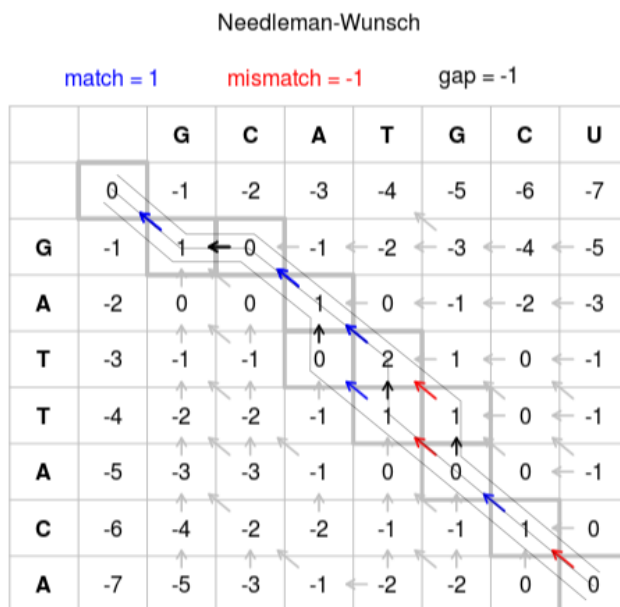 Needleman-Wunsch
match = 1 mismatch = -1 gap = -1
G C A T G C U
0 -1 -2 -3 -4 -5 -6 -7
G -1 1 0 -1 -2 -3 -4 -5
A -2 0 0 1 0 -1 -2 -3
T -3 -1 -1 0 2 1 0 -1
T -4 -2 -2 -1 1 1 0 -1
A -5 -3 -3 -1 0 0 0 -1
C -6 -4 -2 -2 -1 -1 1 0
A -7 -5 -3 -1 -2 -2 0 0